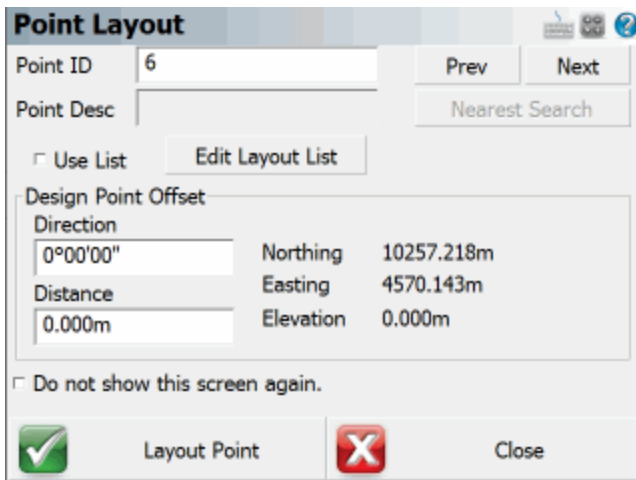 Point Layout
Point ID 6 Prev Next
Point Desc Nearest Search
Use List Edit Layout List
Design Point Offset
Direction
0°00'00" Northing 10257.218m
Distance Easting 4570.143m
0.000m Elevation 0.000m
Do not show this screen again.
Layout Point Close